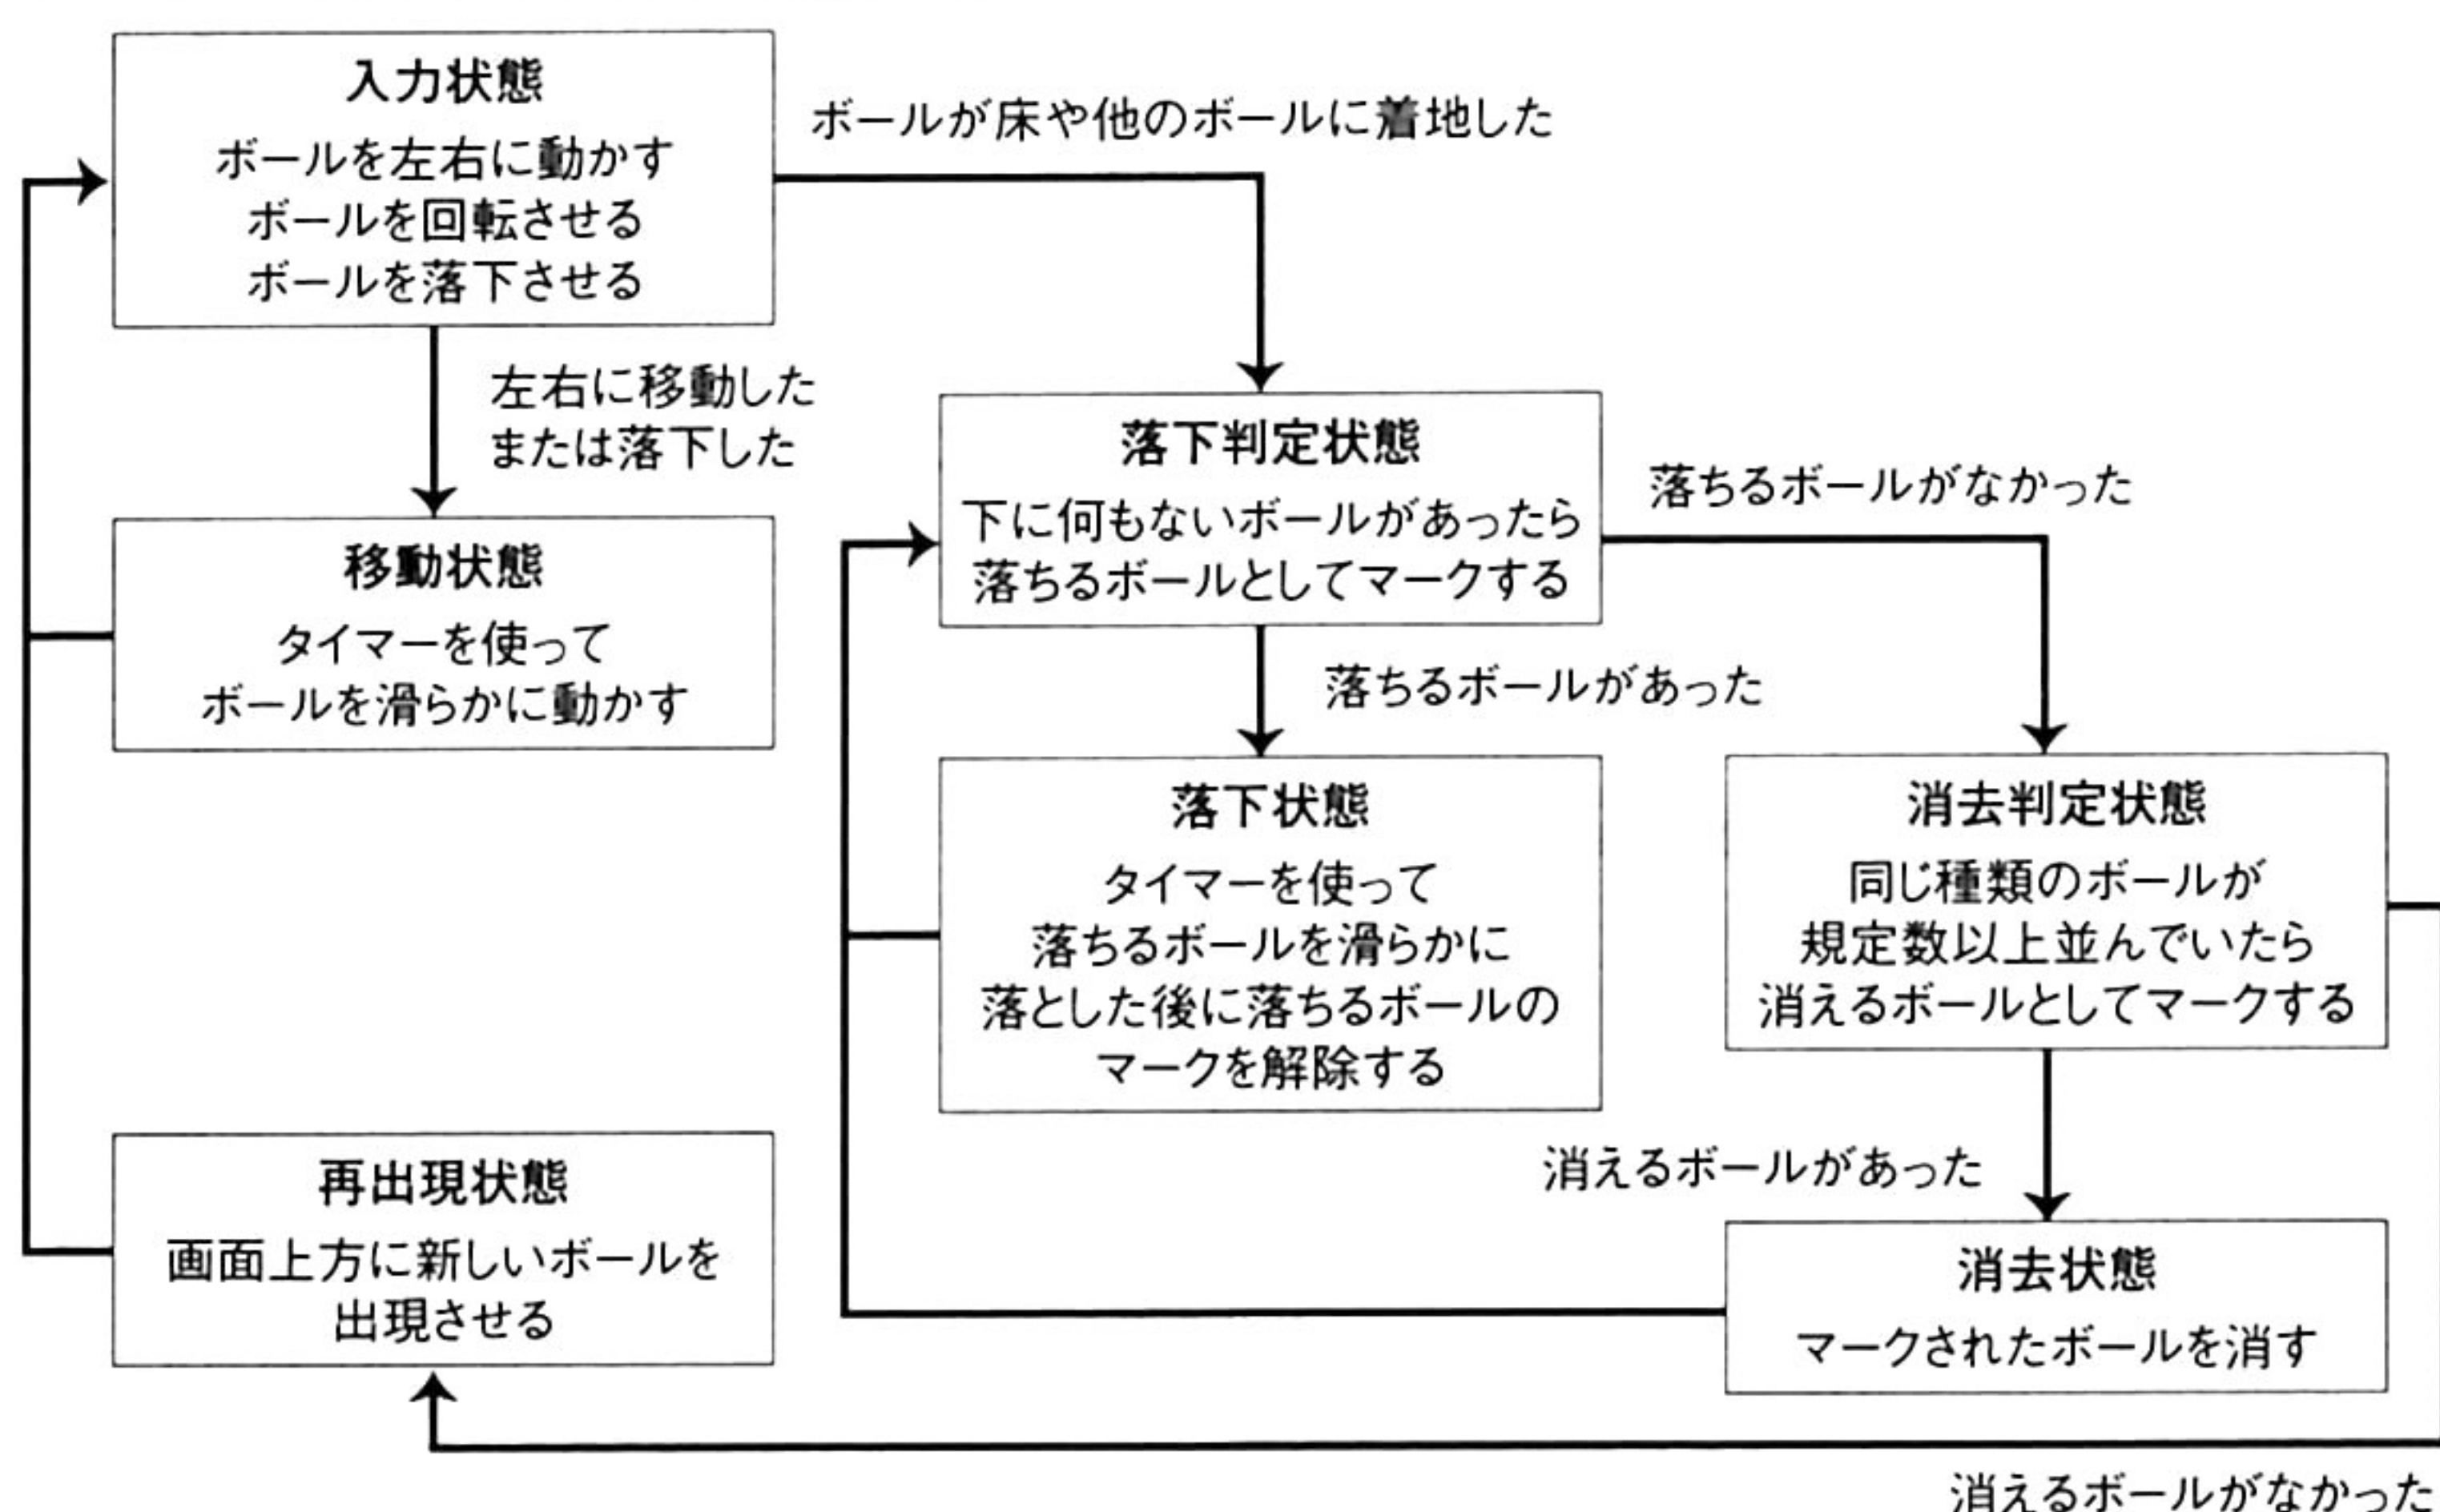 入力状態
ボールを左右に動かす
ボールを回転させる
ボールを落下させる
ボールが床や他のボールに着地した
左右に移動した
または落下した
移動状態
タイマーを使って
ボールを滑らかに動かす
落下判定状態
下に何もないボールがあったら
落ちるボールとしてマークする
落ちるボールがなかった
落ちるボールがあった
落下状態
タイマーを使って
落ちるボールを滑らかに
落とした後に落ちるボールの
マークを解除する
消去判定状態
同じ種類のボールが
規定数以上並んでいたら
消えるボールとしてマークする
消えるボールがあった
消去状態
マークされたボールを消す
再出現状態
画面上方に新しいボールを
出現させる
消えるボールがなかった